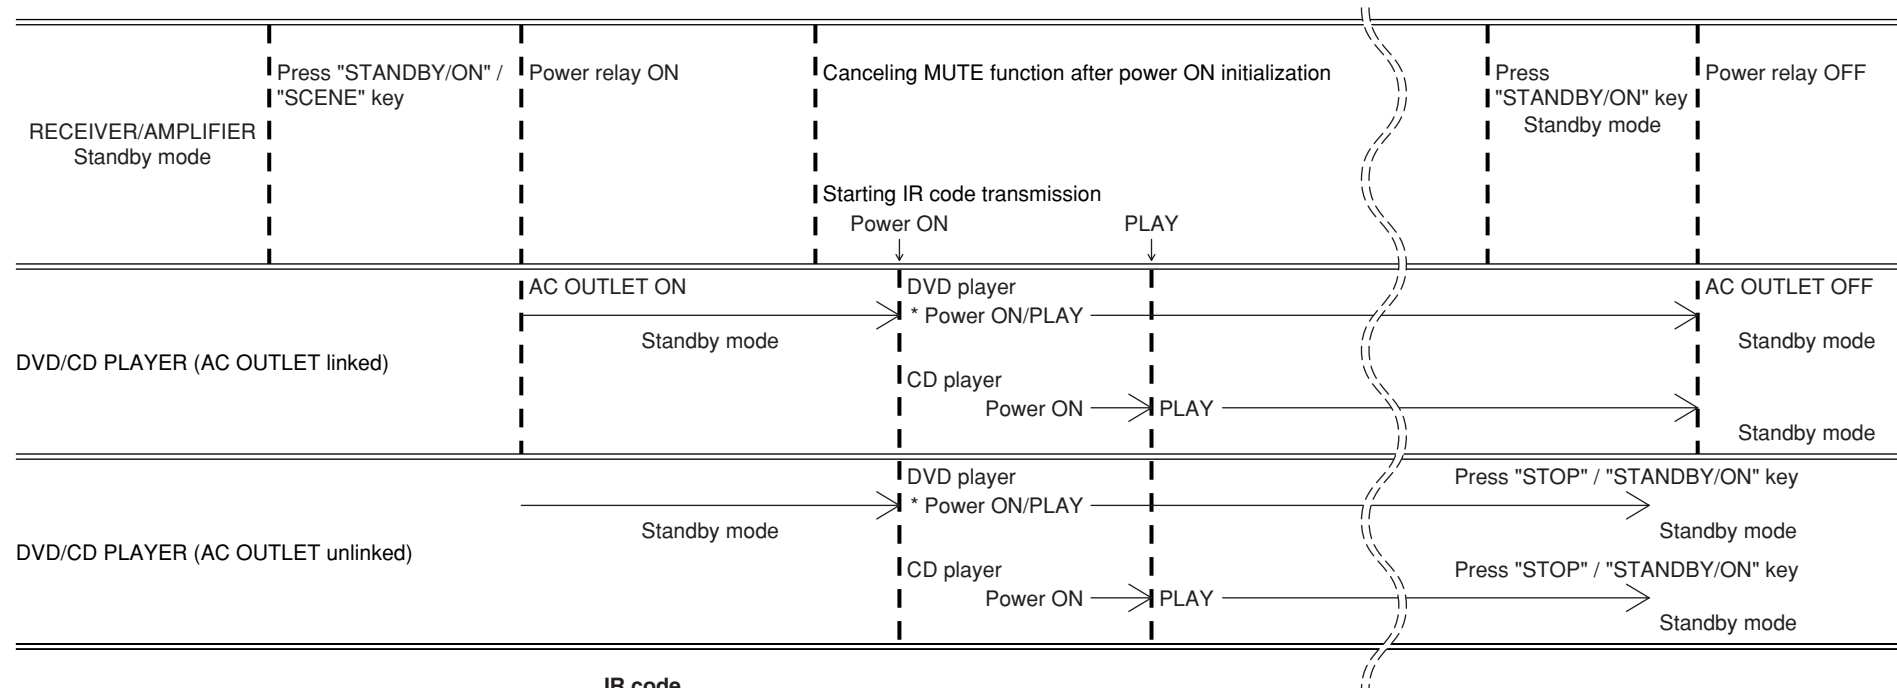 Press "STANDBY/ON" /
"SCENE" key
Power relay ON
Canceling MUTE function after power ON initialization
Press
"STANDBY/ON" key
Standby mode
Power relay OFF
RECEIVER/AMPLIFIER
Standby mode
Starting IR code transmission
Power ON
PLAY
AC OUTLET ON
DVD player
* Power ON/PLAY
AC OUTLET OFF
Standby mode
Standby mode
DVD/CD PLAYER (AC OUTLET linked)
CD player
Power ON
PLAY
Standby mode
DVD player
* Power ON/PLAY
Press "STOP" / "STANDBY/ON" key
Standby mode
Standby mode
DVD/CD PLAYER (AC OUTLET unlinked)
CD player
Power ON
PLAY
Press "STOP" / "STANDBY/ON" key
Standby mode
IR code